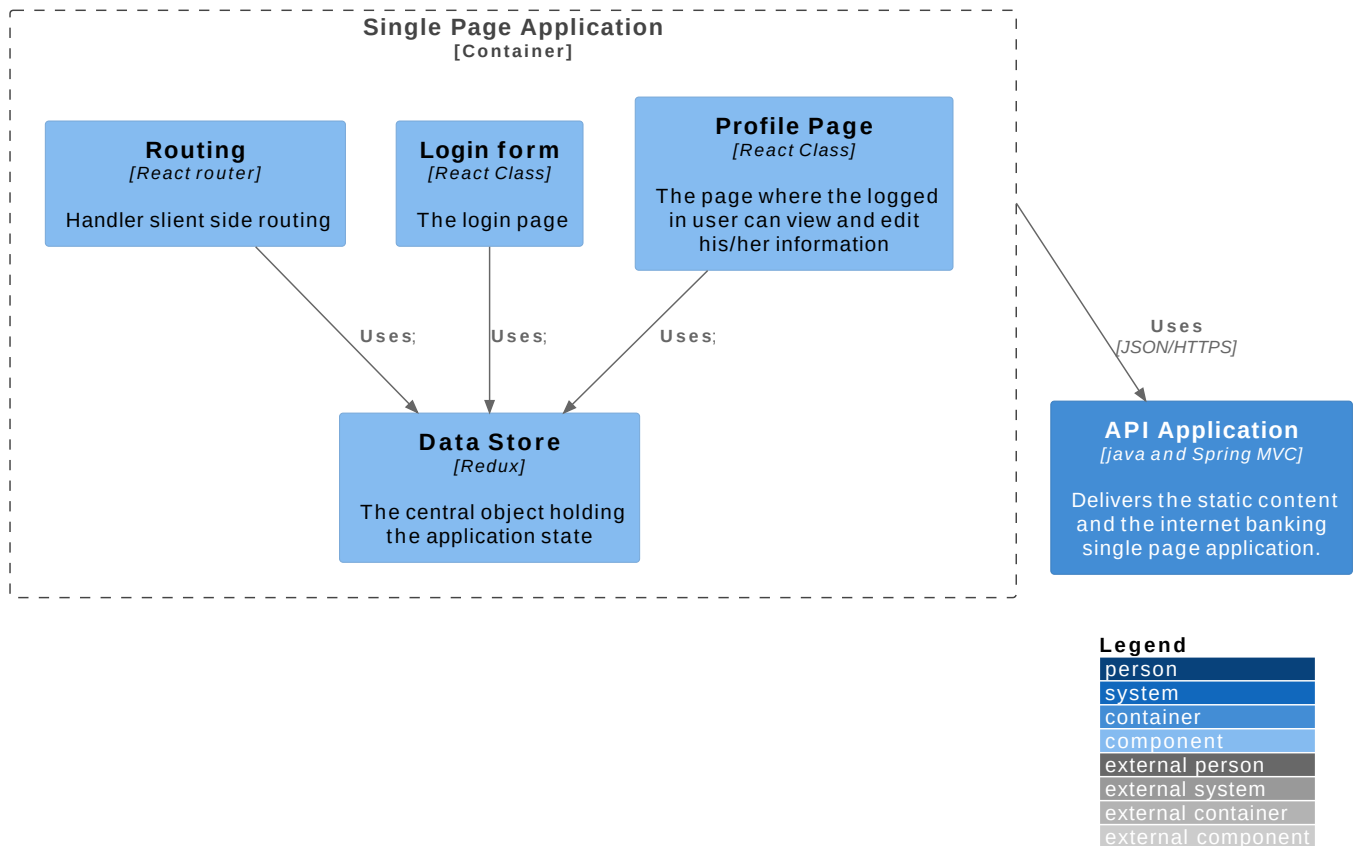 Single Page Application
[Container]
Routing
[React router]
Handler slient side routing
Login form
[React Class]
The login page
Profile Page
[React Class]
The page where the logged
in user can view and edit
his/her information
Uses;
Uses;
Uses;
Uses
[JSON/HTTPS]
Data Store
[Redux]
The central object holding
the application state
API Application
[java and Spring MVC]
Delivers the static content
and the internet banking
single page application.
Legend
person
system
container
component
external person
external system
external container
external component